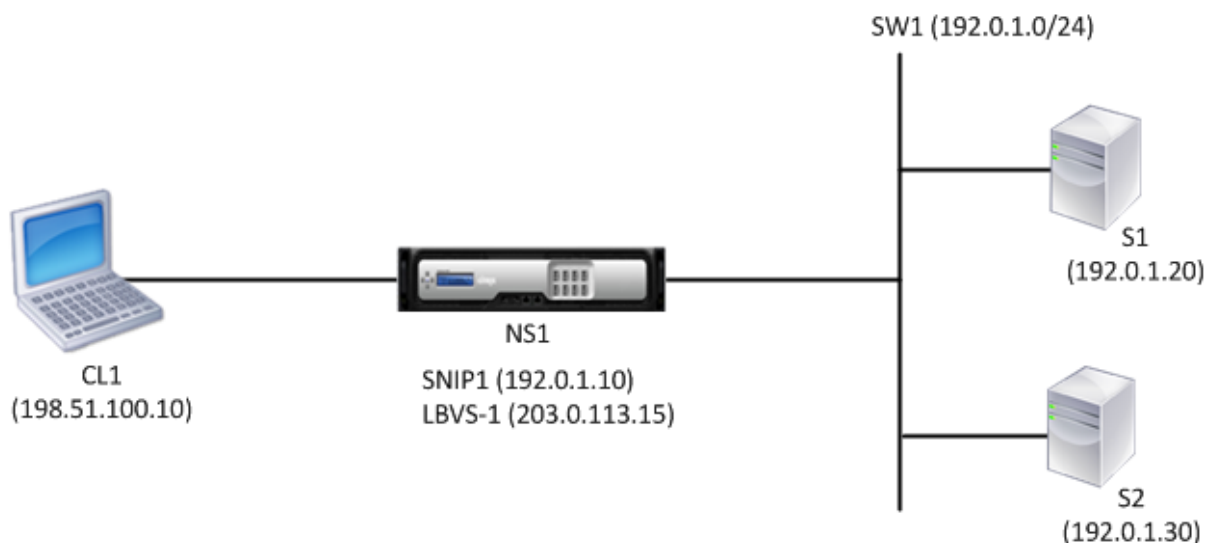 SW1 (192.0.1.0/24)
S1
(192.0.1.20)
NS1
SNIP1 (192.0.1.10)
LBVS-1 (203.0.113.15)
CL1
(198.51.100.10)
S2
(192.0.1.30)